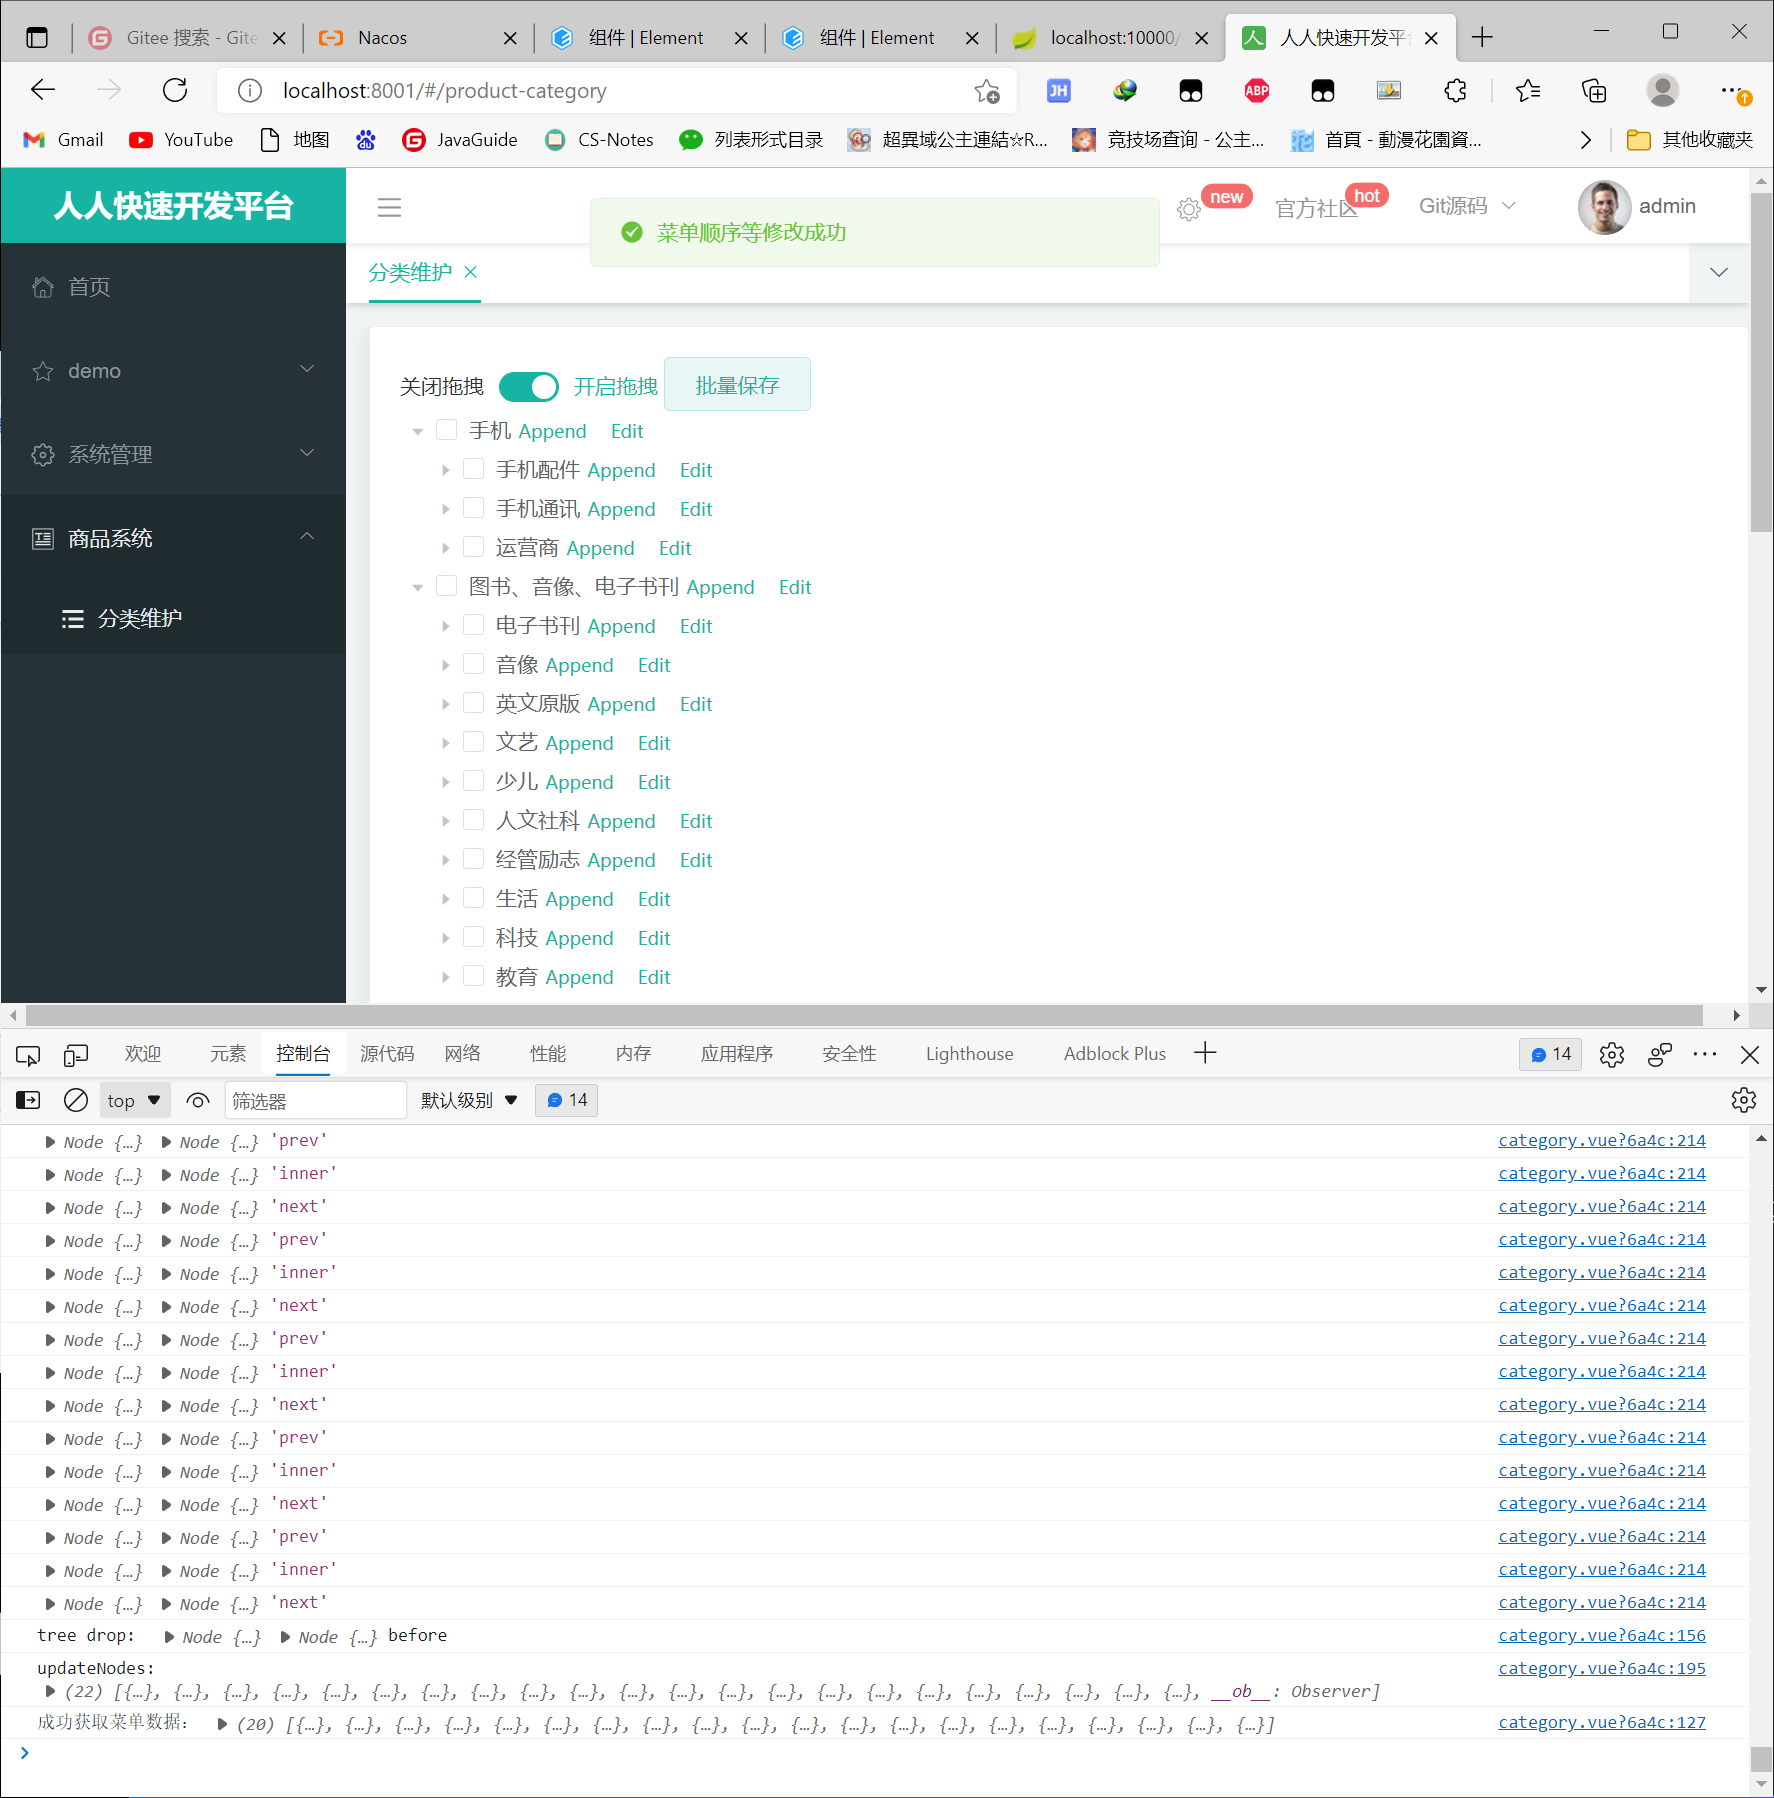 Gitee 搜索 - Gite
Nacos
组件 | Element
组件 | Element
localhost:10000/
人人快速开发平台
localhost:8001/#/product-category
JH
ABP
Gmail
YouTube
地图
du
JavaGuide
CS-Notes
列表形式目录
超異域公主連結☆R...
竞技场查询 - 公主...
首頁 - 動漫花園資...
其他收藏夹
人人快速开发平台
菜单顺序等修改成功
new
官方社区
hot
Git源码
admin
首页
demo
系统管理
商品系统
分类维护
分类维护
关闭拖拽 开启拖拽 批量保存
手机 Append Edit
手机配件 Append Edit
手机通讯 Append Edit
运营商 Append Edit
图书、音像、电子书刊 Append Edit
电子书刊 Append Edit
音像 Append Edit
英文原版 Append Edit
文艺 Append Edit
少儿 Append Edit
人文社科 Append Edit
经管励志 Append Edit
生活 Append Edit
科技 Append Edit
教育 Append Edit
欢迎 元素 控制台 源代码 网络 性能 内存 应用程序 安全性 Lighthouse Adblock Plus 14
top 筛选器 默认级别 14
Node {…} Node {…} 'prev' category.vue?6a4c:214
Node {…} Node {…} 'inner' category.vue?6a4c:214
Node {…} Node {…} 'next' category.vue?6a4c:214
Node {…} Node {…} 'prev' category.vue?6a4c:214
Node {…} Node {…} 'inner' category.vue?6a4c:214
Node {…} Node {…} 'next' category.vue?6a4c:214
Node {…} Node {…} 'prev' category.vue?6a4c:214
Node {…} Node {…} 'inner' category.vue?6a4c:214
Node {…} Node {…} 'next' category.vue?6a4c:214
Node {…} Node {…} 'prev' category.vue?6a4c:214
Node {…} Node {…} 'inner' category.vue?6a4c:214
Node {…} Node {…} 'next' category.vue?6a4c:214
Node {…} Node {…} 'prev' category.vue?6a4c:214
Node {…} Node {…} 'inner' category.vue?6a4c:214
Node {…} Node {…} 'next' category.vue?6a4c:214
tree drop: Node {…} Node {…} before category.vue?6a4c:156
updateNodes: category.vue?6a4c:195
(22) [{…}, {…}, {…}, {…}, {…}, {…}, {…}, {…}, {…}, {…}, {…}, {…}, {…}, {…}, {…}, {…}, {…}, {…}, {…}, {…}, {…}, {…}, __ob__: Observer]
成功获取菜单数据: (20) [{…}, {…}, {…}, {…}, {…}, {…}, {…}, {…}, {…}, {…}, {…}, {…}, {…}, {…}, {…}, {…}, {…}, {…}, {…}, {…}] category.vue?6a4c:127